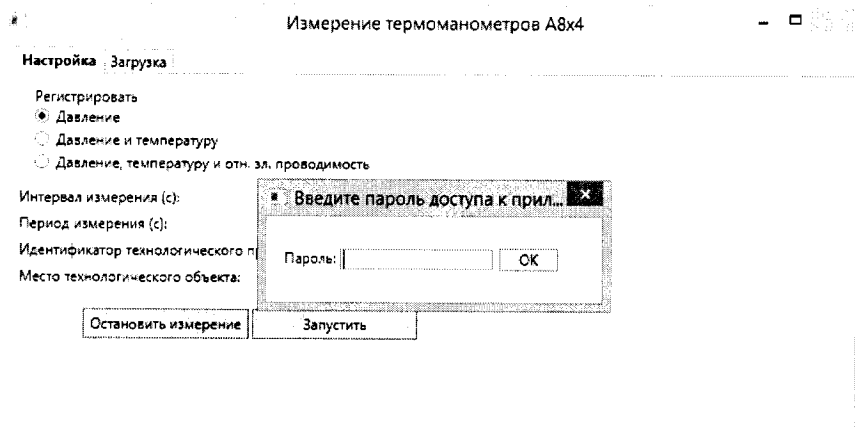 Измерение термоманометров А8х4
Настройка Загрузка
Регистрировать
Давление
Давление и температуру
Давление, температуру и отн. эл. проводимость
Интервал измерения (с):
Период измерения (с):
Идентификатор технологического п
Место технологического объекта:
Введите пароль доступа к прил...
Пароль:
OK
Остановить измерение Запустить